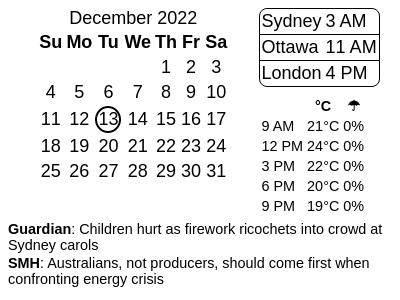 December 2022
Su Mo Tu We Th Fr Sa
1 2 3
4 5 6 7 8 9 10
11 12 13 14 15 16 17
18 19 20 21 22 23 24
25 26 27 28 29 30 31
Sydney 3 AM
Ottawa 11 AM
London 4 PM
°C ☂
9 AM 21°C 0%
12 PM 24°C 0%
3 PM 22°C 0%
6 PM 20°C 0%
9 PM 19°C 0%
Guardian: Children hurt as firework ricochets into crowd at
Sydney carols
SMH: Australians, not producers, should come first when
confronting energy crisis